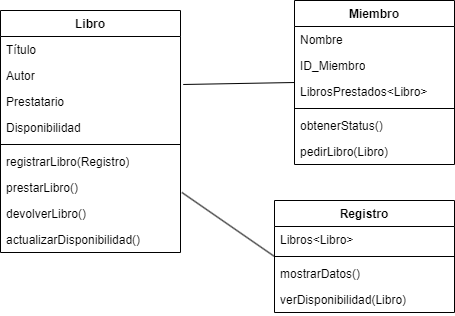 Libro
Título
Autor
Prestatario
Disponibilidad
registrarLibro(Registro)
prestarLibro()
devolverLibro()
actualizarDisponibilidad()
Miembro
Nombre
ID_Miembro
LibrosPrestados<Libro>
obtenerStatus()
pedirLibro(Libro)
Registro
Libros<Libro>
mostrarDatos()
verDisponibilidad(Libro)